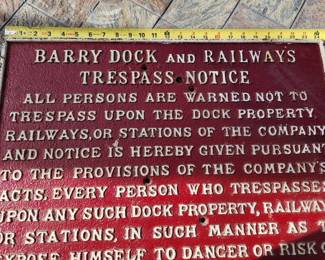 BARRY DOCK AND RAILWAYS
TRESPASS NOTICE
ALL PERSONS ARE WARNED NOT TO
TRESPASS UPON THE DOCK PROPERTY
RAILWAYS, OR STATIONS OF THE COMPANY
AND NOTICE IS HEREBY GIVEN PURSUANT
TO THE PROVISIONS OF THE COMPANY'S
ACTS, EVERY PERSON WHO TRESPASSES
UPON ANY SUCH DOCK PROPERTY, RAILWAY
OR STATIONS, IN SUCH MANNER AS T
EXPOSE HIMSELF TO DANGER OR RISK O